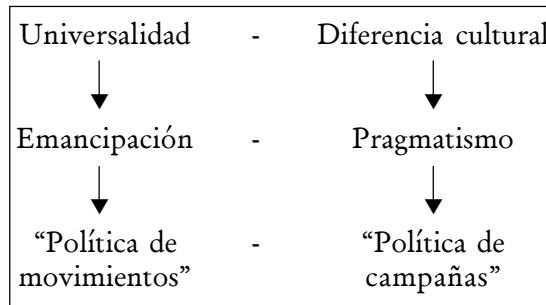 Universalidad - Diferencia cultural
Emancipación - Pragmatismo
“Política de movimientos” - “Política de campañas”